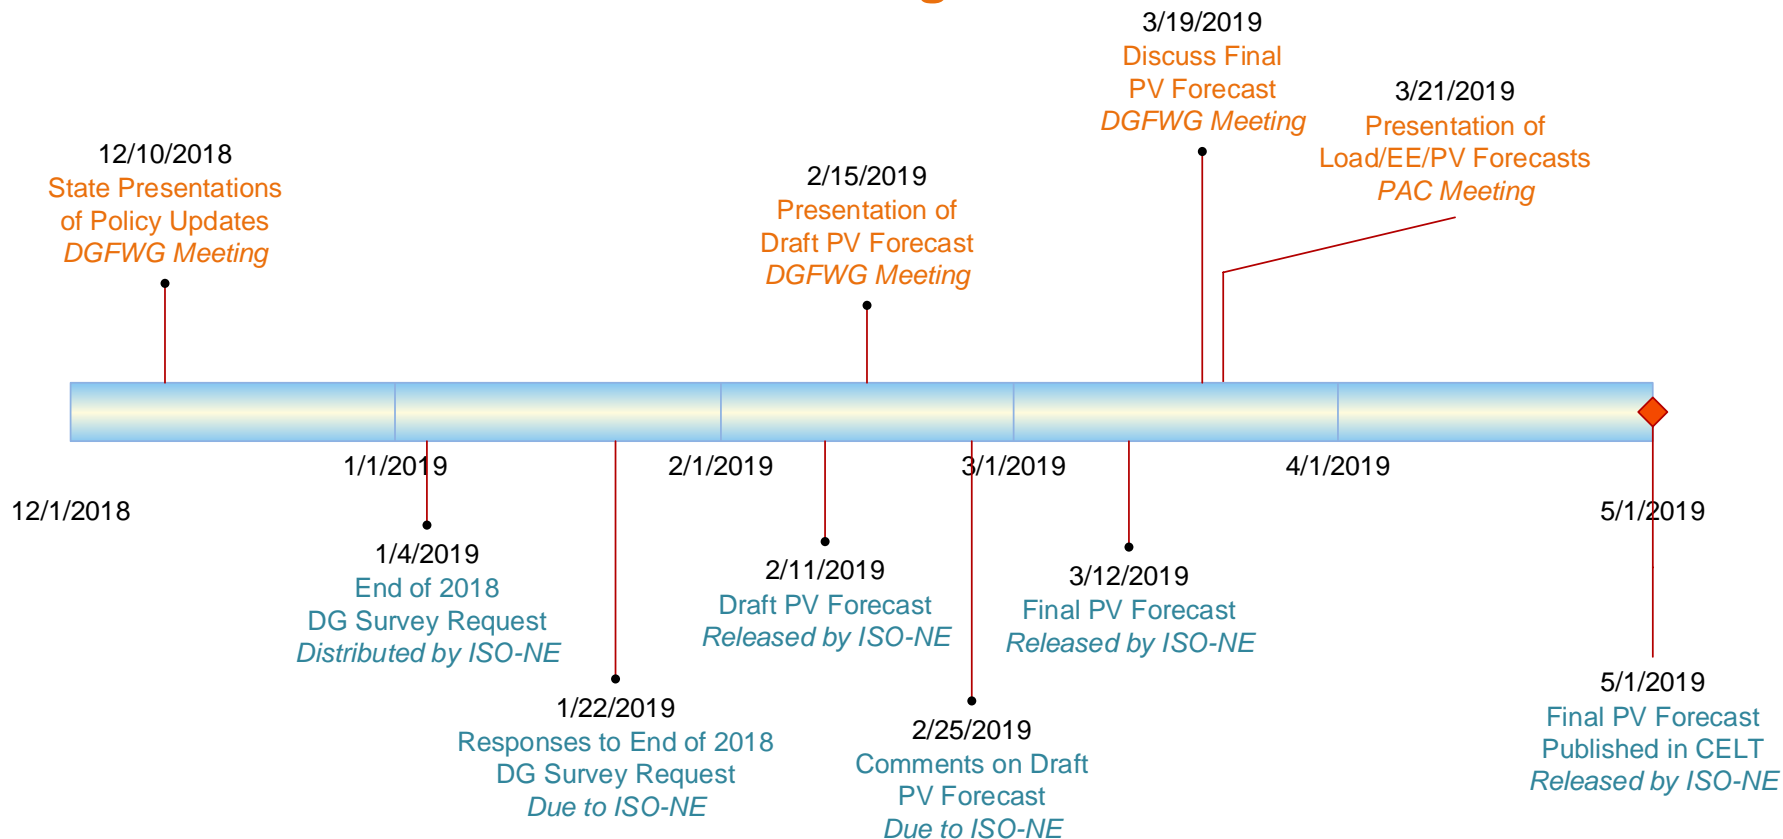 3/19/2019
Discuss Final
PV Forecast
DGFWG Meeting
3/21/2019
Presentation of
Load/EE/PV Forecasts
PAC Meeting
12/10/2018
State Presentations
of Policy Updates
DGFWG Meeting
2/15/2019
Presentation of
Draft PV Forecast
DGFWG Meeting
1/1/2019
2/1/2019
3/1/2019
4/1/2019
12/1/2018
5/1/2019
1/4/2019
End of 2018
DG Survey Request
Distributed by ISO-NE
1/22/2019
Responses to End of 2018
DG Survey Request
Due to ISO-NE
2/11/2019
Draft PV Forecast
Released by ISO-NE
2/25/2019
Comments on Draft
PV Forecast
Due to ISO-NE
3/12/2019
Final PV Forecast
Released by ISO-NE
5/1/2019
Final PV Forecast
Published in CELT
Released by ISO-NE